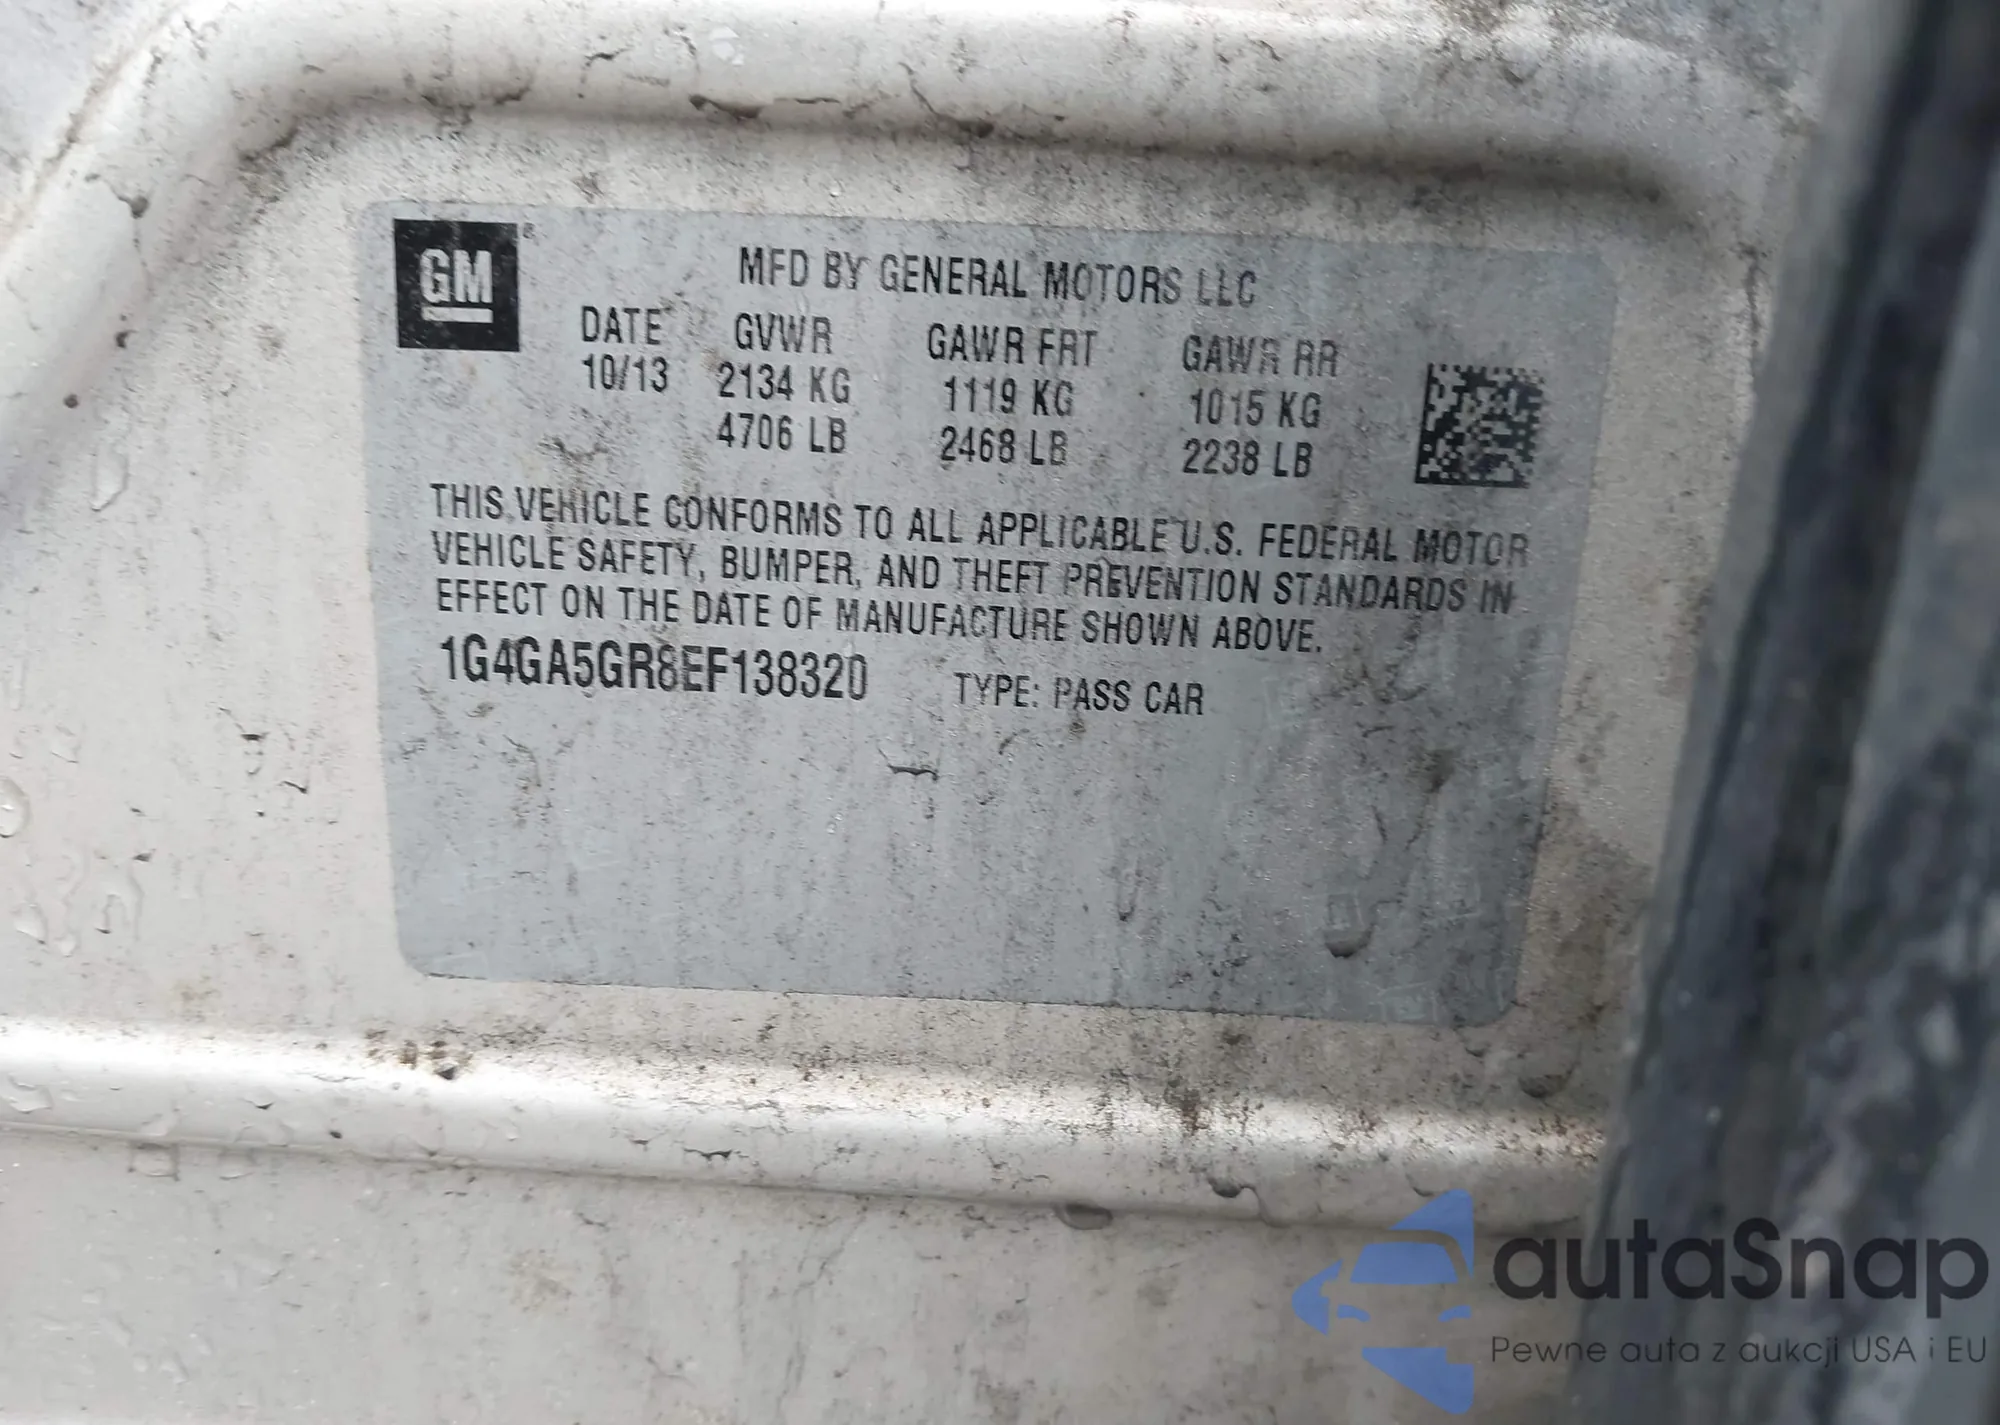 GM
MFD BY GENERAL MOTORS LLC
DATE GVWR GAWR FRT GAWR RR
10/13 2134 KG 1119 KG 1015 KG
4706 LB 2468 LB 2238 LB
THIS VEHICLE CONFORMS TO ALL APPLICABLE U.S. FEDERAL MOTOR
VEHICLE SAFETY, BUMPER, AND THEFT PREVENTION STANDARDS IN
EFFECT ON THE DATE OF MANUFACTURE SHOWN ABOVE.
1G4GA5GR8EF138320 TYPE: PASS CAR
autaSnap
Pewne auta z aukcji USA i EU